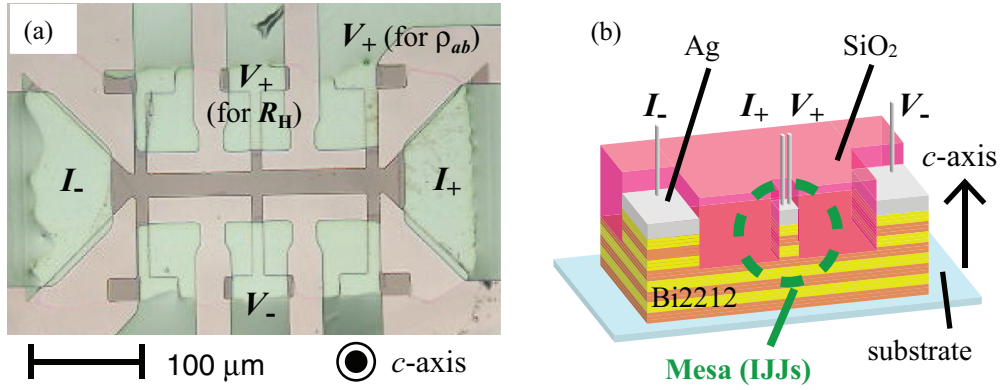 (a)
V₊ (for ρab)
V₊
(for RH)
I₋
I₊
V₋
100 μm
c-axis
(b)
Ag
SiO₂
I₋
I₊
V₊
V₋
c-axis
Bi2212
substrate
Mesa (IJJs)